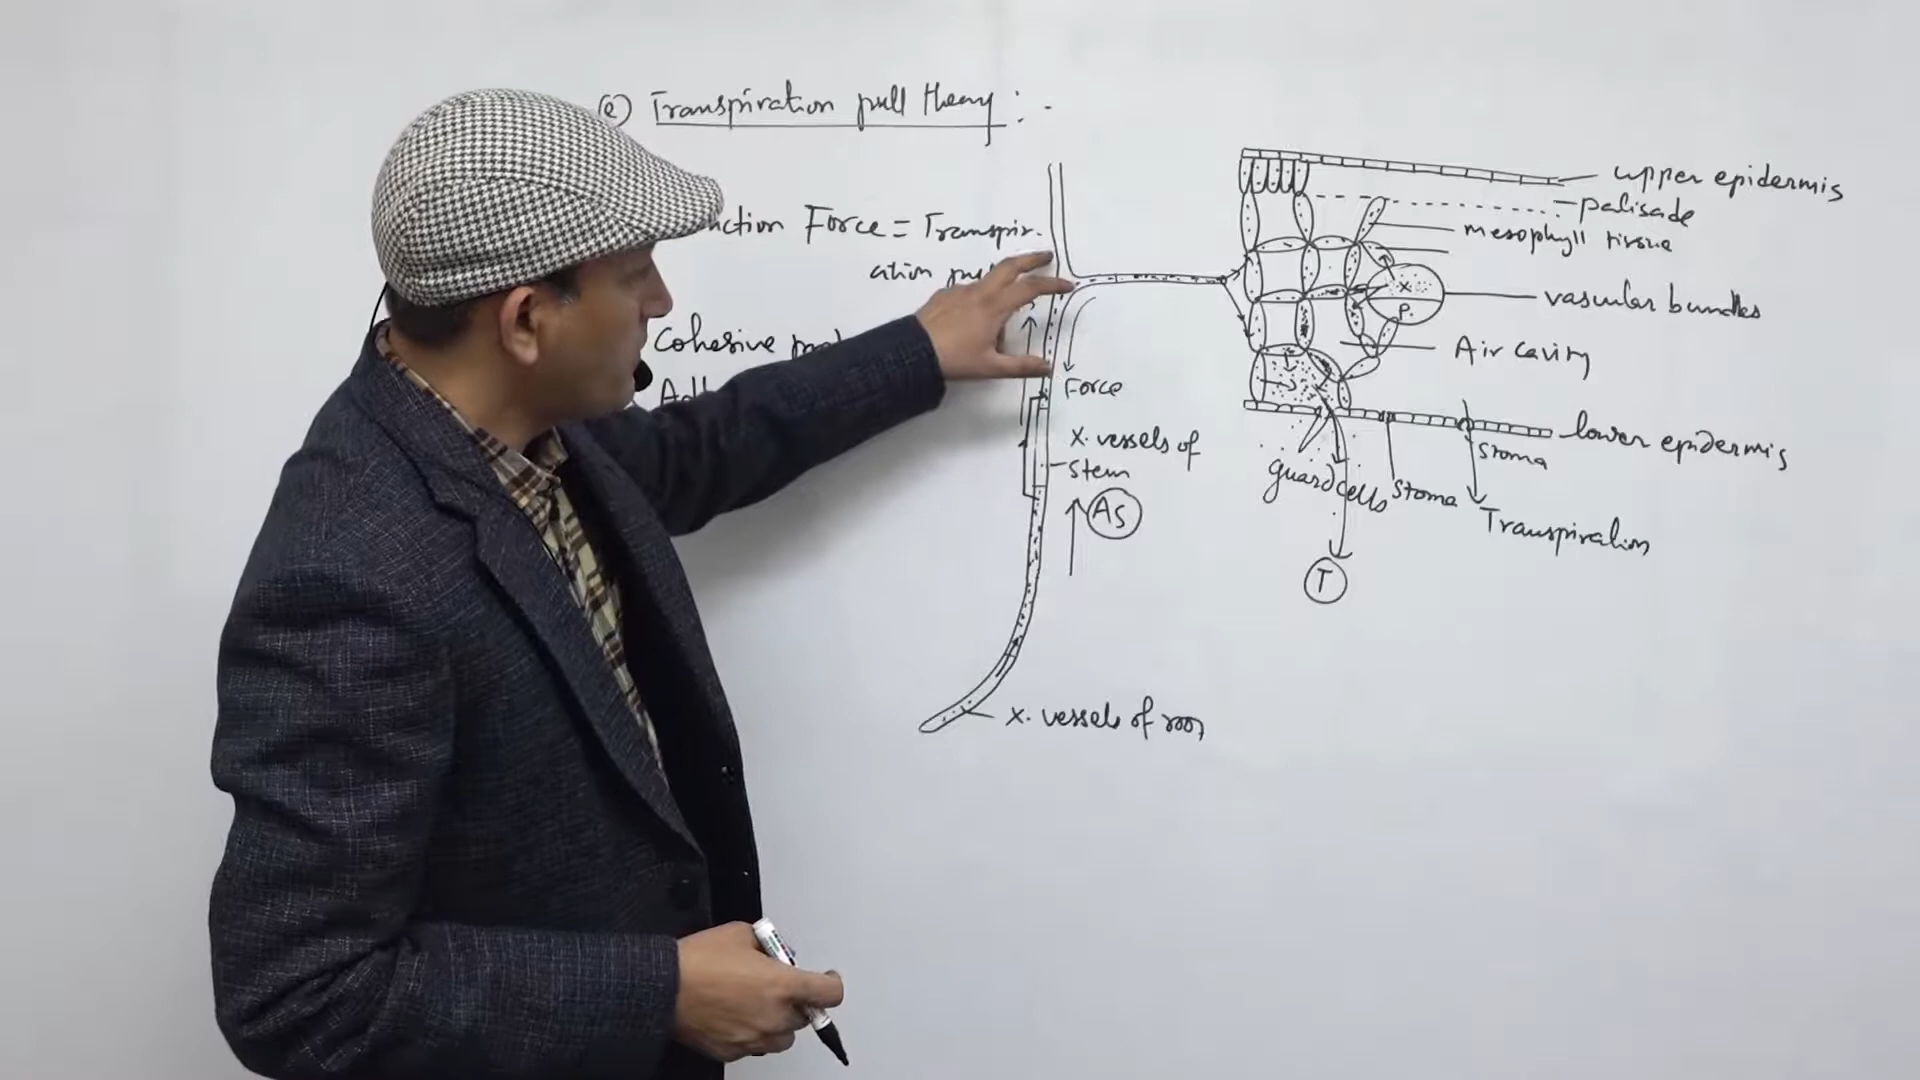 e) Transpiration pull theory :-
Force = Transpir-
ation
Cohesive
upper epidermis
palisade
mesophyll tissue
X
P.
vascular bundles
Air cavity
Force
lower epidermis
X. vessels of
stem
AS
guard cells
Stoma
Stoma
Transpiration
T
X. vessels of root